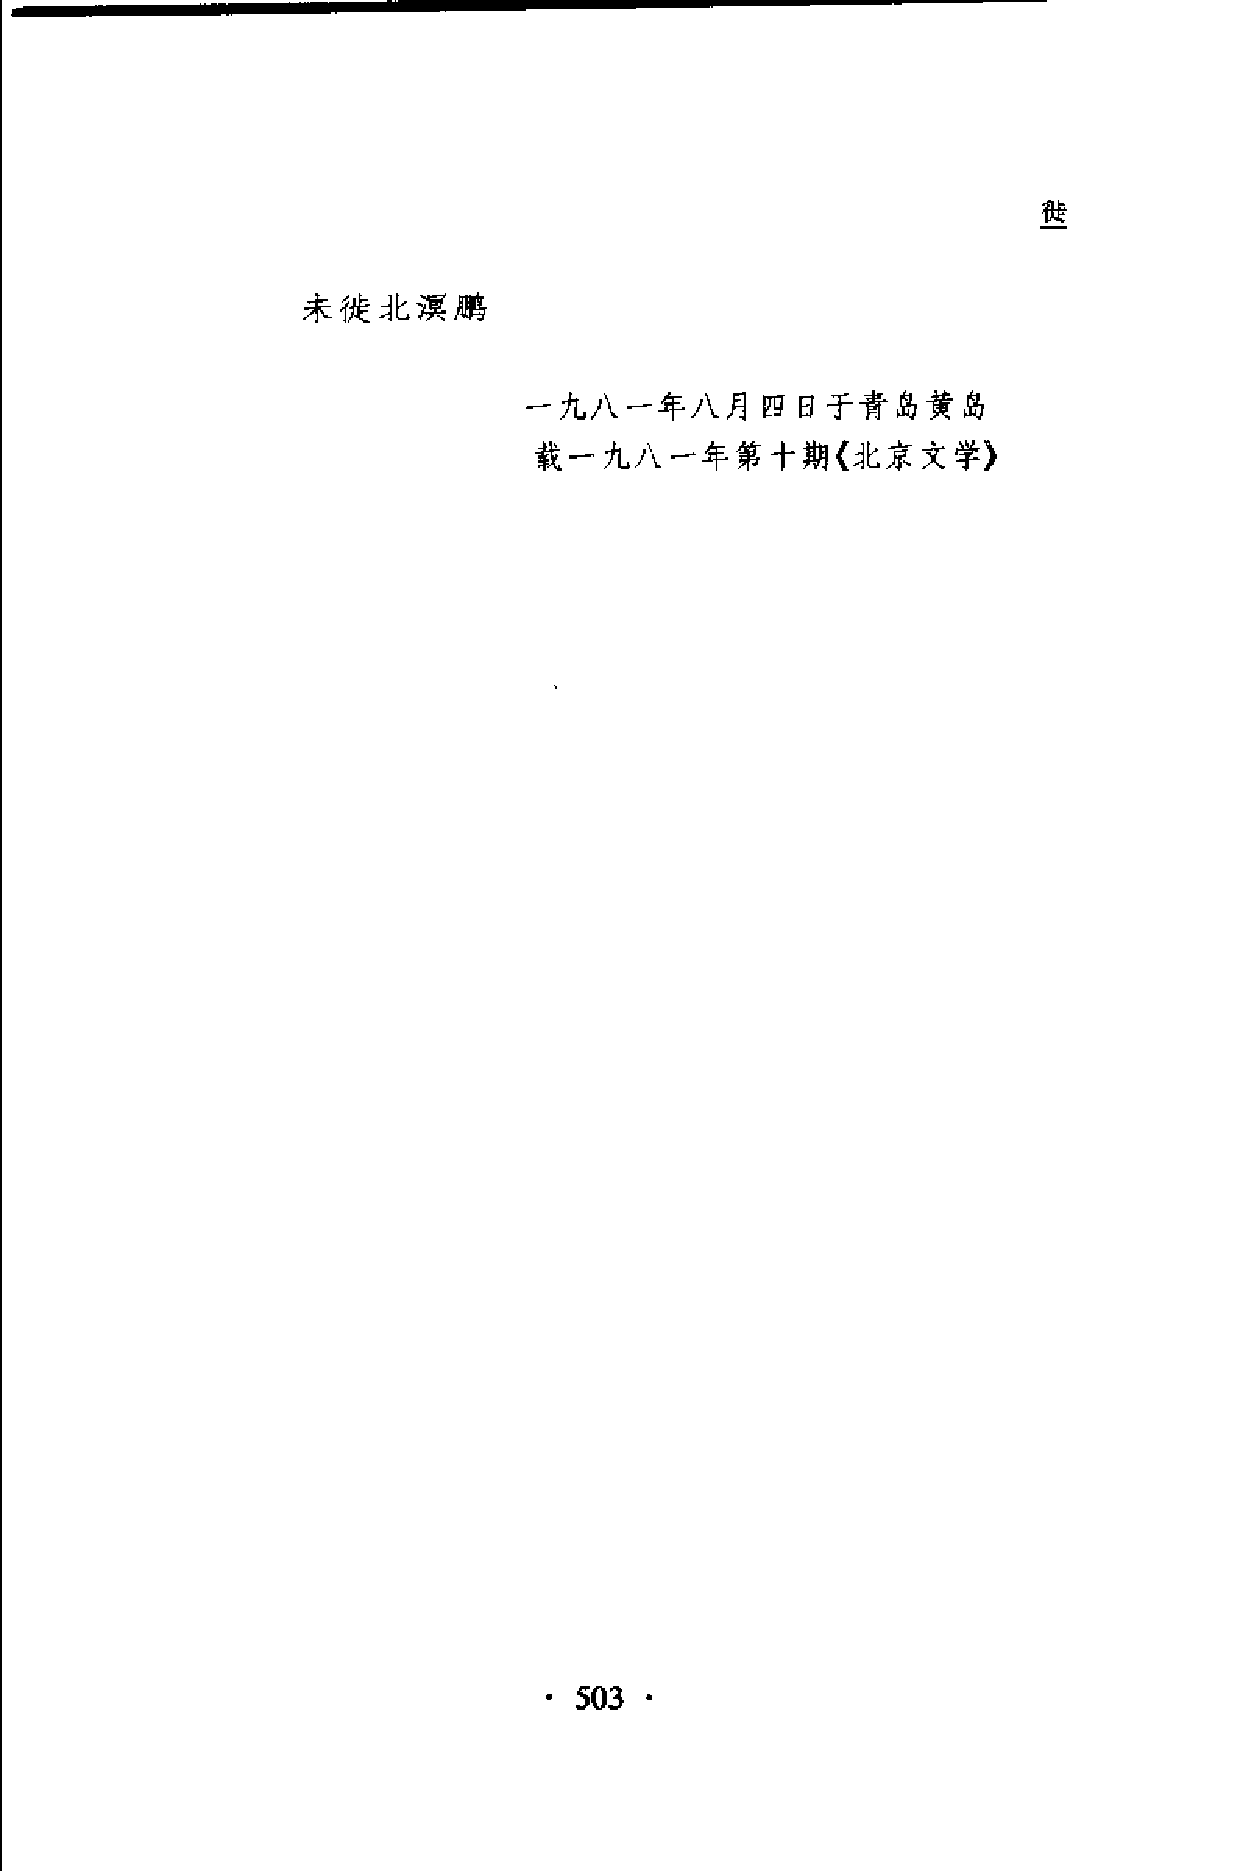 徙
未徙北溟鹏
一九八一年八月四日于青岛黄岛
载一九八一年第十期《北京文学》
· 503 ·